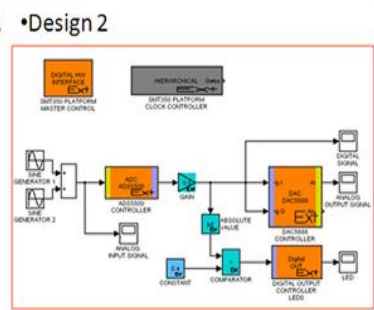 •Design 2
DIGITAL HW
INTERFACE
SMT350 PLATFORM
MASTER CONTROL
HIERARCHICAL
SMT350 PLATFORM
CLOCK CONTROLLER
SINE
GENERATOR 1
SINE
GENERATOR 2
ANALOG
INPUT SIGNAL
ADC
ADS5500
ADS5500
CONTROLLER
GAIN
ABSOLUTE
VALUE
CONSTANT
COMPARATOR
DAC
DAC5686
DAC5686
CONTROLLER
DIGITAL
SIGNAL
ANALOG
OUTPUT SIGNAL
Digital
OUT
DIGITAL OUTPUT
CONTROLLER
LED0
LED